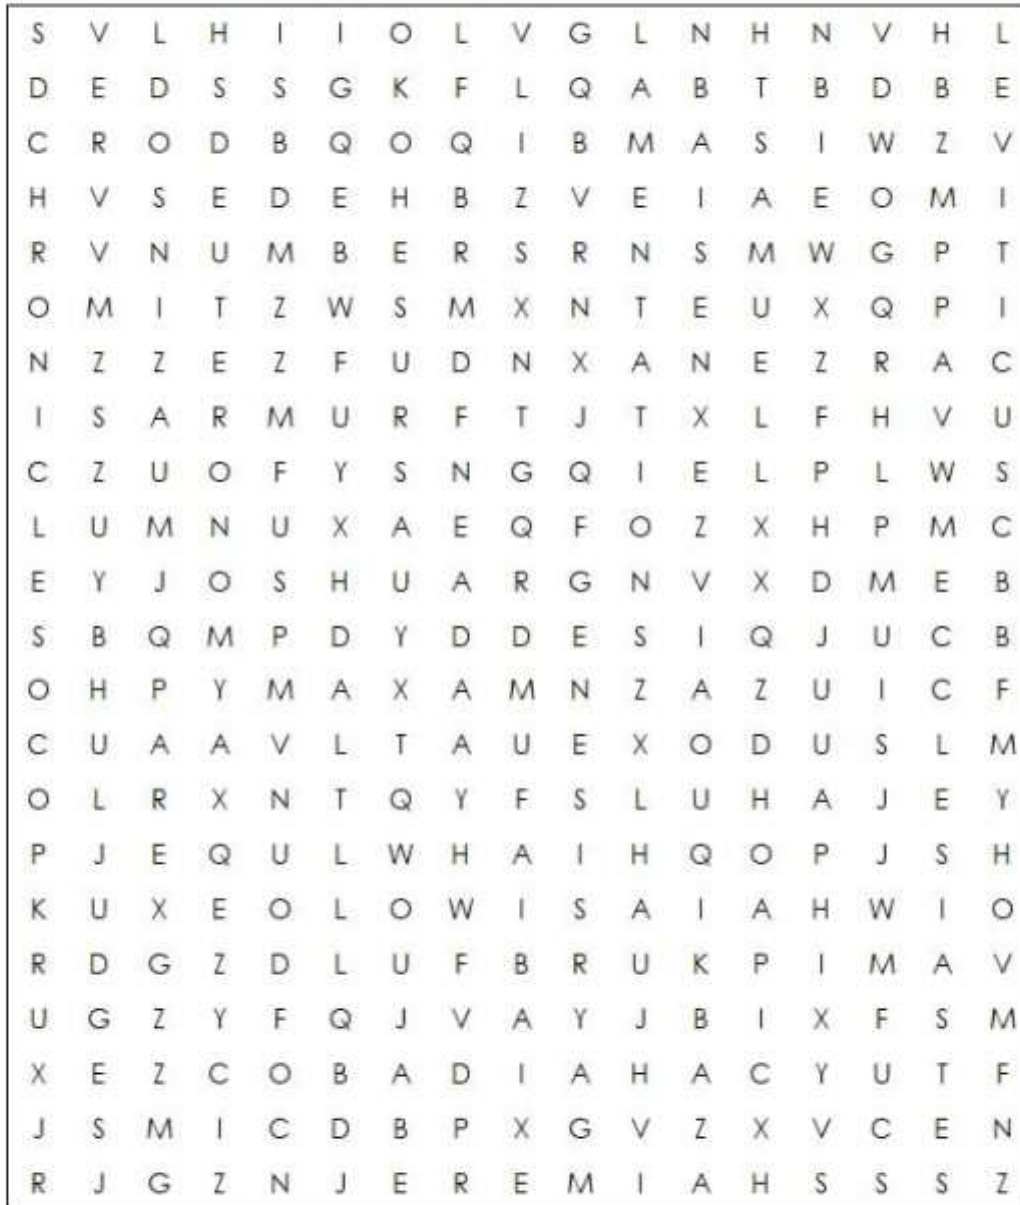 S V L H I I O L V G L N H N V H L
D E D S S G K F L Q A B T B D B E
C R O D B Q O Q I B M A S I W Z V
H V S E D E H B Z V E I A E O M I
R V N U M B E R S R N S M W G P T
O M I T Z W S M X N T E U X Q P I
N Z Z E Z F U D N X A N E Z R A C
I S A R M U R F T J T X L F H V U
C Z U O F Y S N G Q I E L P L W S
L U M N U X A E Q F O Z X H P M C
E Y J O S H U A R G N V X D M E B
S B Q M P D Y D D E S I Q J U C B
O H P Y M A X A M N Z A Z U I C F
C U A A V L T A U E X O D U S L M
O L R X N T Q Y F S L U H A J E Y
P J E Q U L W H A I H Q O P J S H
K U X E O L O W I S A I A H W I O
R D G Z D L U F B R U K P I M A V
U G Z Y F Q J V A Y J B I X F S M
X E Z C O B A D I A H A C Y U T F
J S M I C D B P X G V Z X V C E N
R J G Z N J E R E M I A H S S S Z